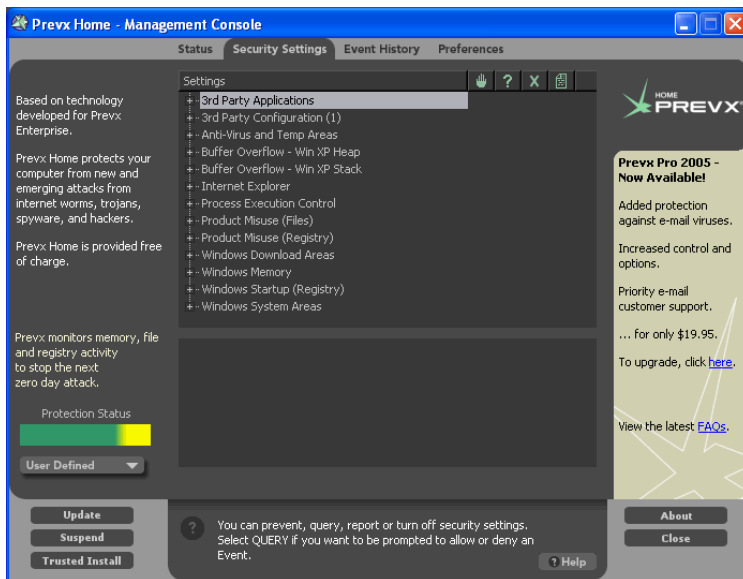 Prevx Home - Management Console
Status
Security Settings
Event History
Preferences
Based on technology
developed for Prevx
Enterprise.
Prevx Home protects your
computer from new and
emerging attacks from
internet worms, trojans,
spyware, and hackers.
Prevx Home is provided free
of charge.
Prevx monitors memory, file
and registry activity
to stop the next
zero day attack.
Protection Status
User Defined
Settings
? X
3rd Party Applications
3rd Party Configuration (1)
Anti-Virus and Temp Areas
Buffer Overflow - Win XP Heap
Buffer Overflow - Win XP Stack
Internet Explorer
Process Execution Control
Product Misuse (Files)
Product Misuse (Registry)
Windows Download Areas
Windows Memory
Windows Startup (Registry)
Windows System Areas
HOME
PREVX
Prevx Pro 2005 -
Now Available!
Added protection
against e-mail viruses.
Increased control and
options.
Priority e-mail
customer support.
... for only $19.95.
To upgrade, click here.
View the latest FAQs.
Update
Suspend
Trusted Install
? You can prevent, query, report or turn off security settings.
Select QUERY if you want to be prompted to allow or deny an
Event.
? Help
About
Close